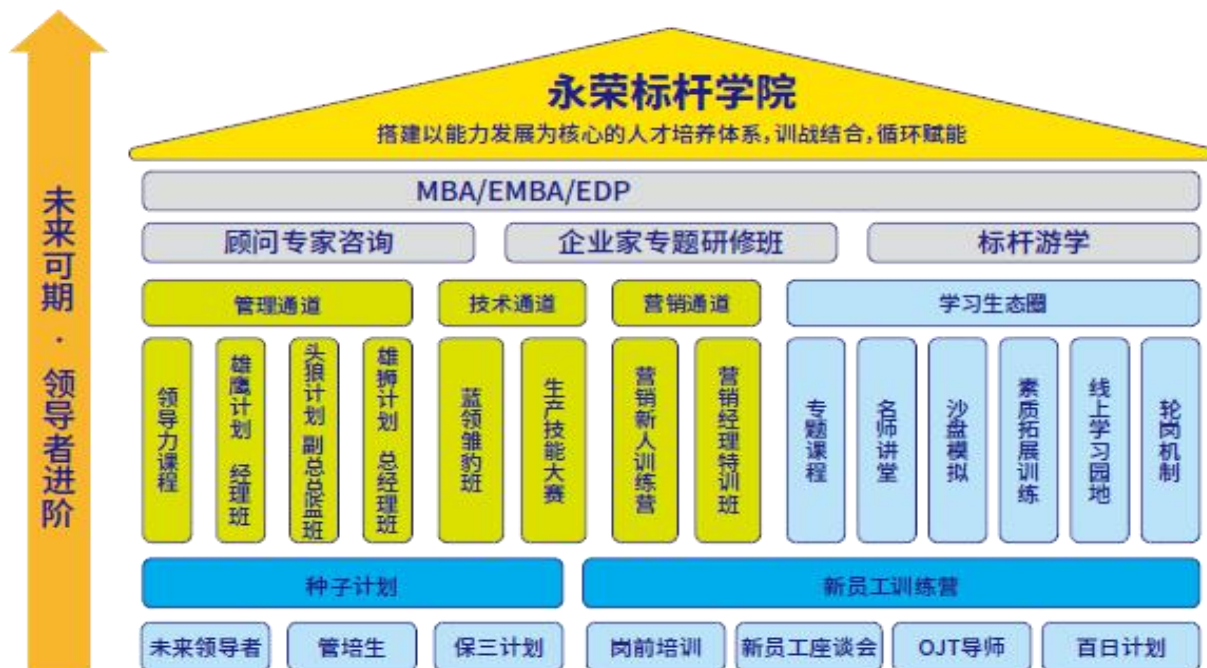 永荣标杆学院
搭建以能力发展为核心的人才培养体系,训战结合,循环赋能
未来可期·领导者进阶
MBA/EMBA/EDP
顾问专家咨询
企业家专题研修班
标杆游学
管理通道
技术通道
营销通道
学习生态圈
领导力课程
雄鹰计划 经理班
头狼计划 副总总监班
雄狮计划 总经理班
蓝领雏豹班
生产技能大赛
营销新人训练营
营销经理特训班
专题课程
名师讲堂
沙盘模拟
素质拓展训练
线上学习园地
轮岗机制
种子计划
新员工训练营
未来领导者
管培生
保三计划
岗前培训
新员工座谈会
OJT导师
百日计划